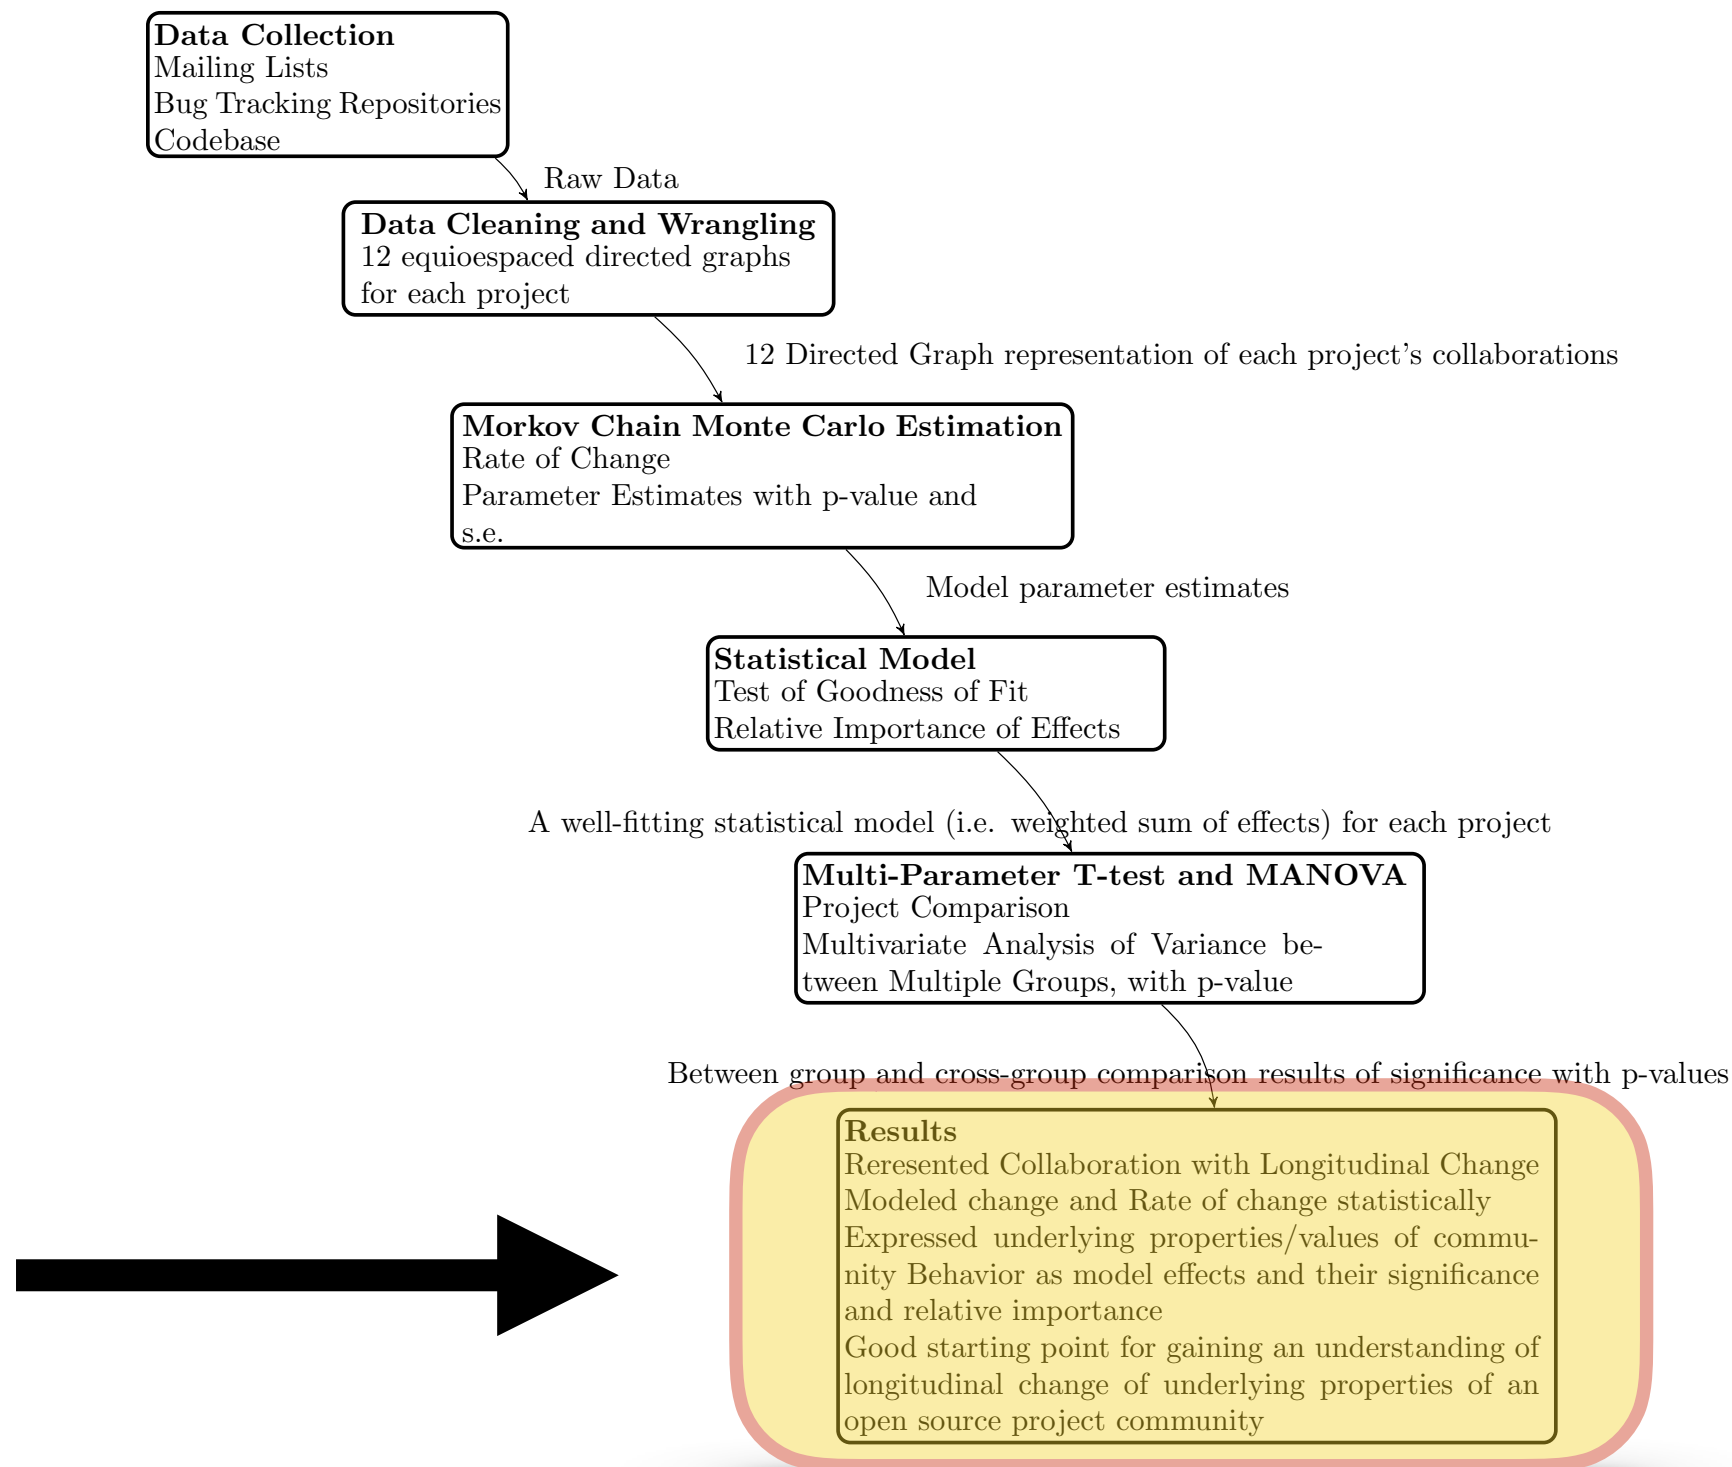 Data Collection
Mailing Lists
Bug Tracking Repositories
Codebase
Raw Data
Data Cleaning and Wrangling
12 equioespaced directed graphs
for each project
12 Directed Graph representation of each project's collaborations
Morkov Chain Monte Carlo Estimation
Rate of Change
Parameter Estimates with p-value and
s.e.
Model parameter estimates
Statistical Model
Test of Goodness of Fit
Relative Importance of Effects
A well-fitting statistical model (i.e. weighted sum of effects) for each project
Multi-Parameter T-test and MANOVA
Project Comparison
Multivariate Analysis of Variance be-
tween Multiple Groups, with p-value
Between group and cross-group comparison results of significance with p-values
Results
Reresented Collaboration with Longitudinal Change
Modeled change and Rate of change statistically
Expressed underlying properties/values of commu-
nity Behavior as model effects and their significance
and relative importance
Good starting point for gaining an understanding of
longitudinal change of underlying properties of an
open source project community